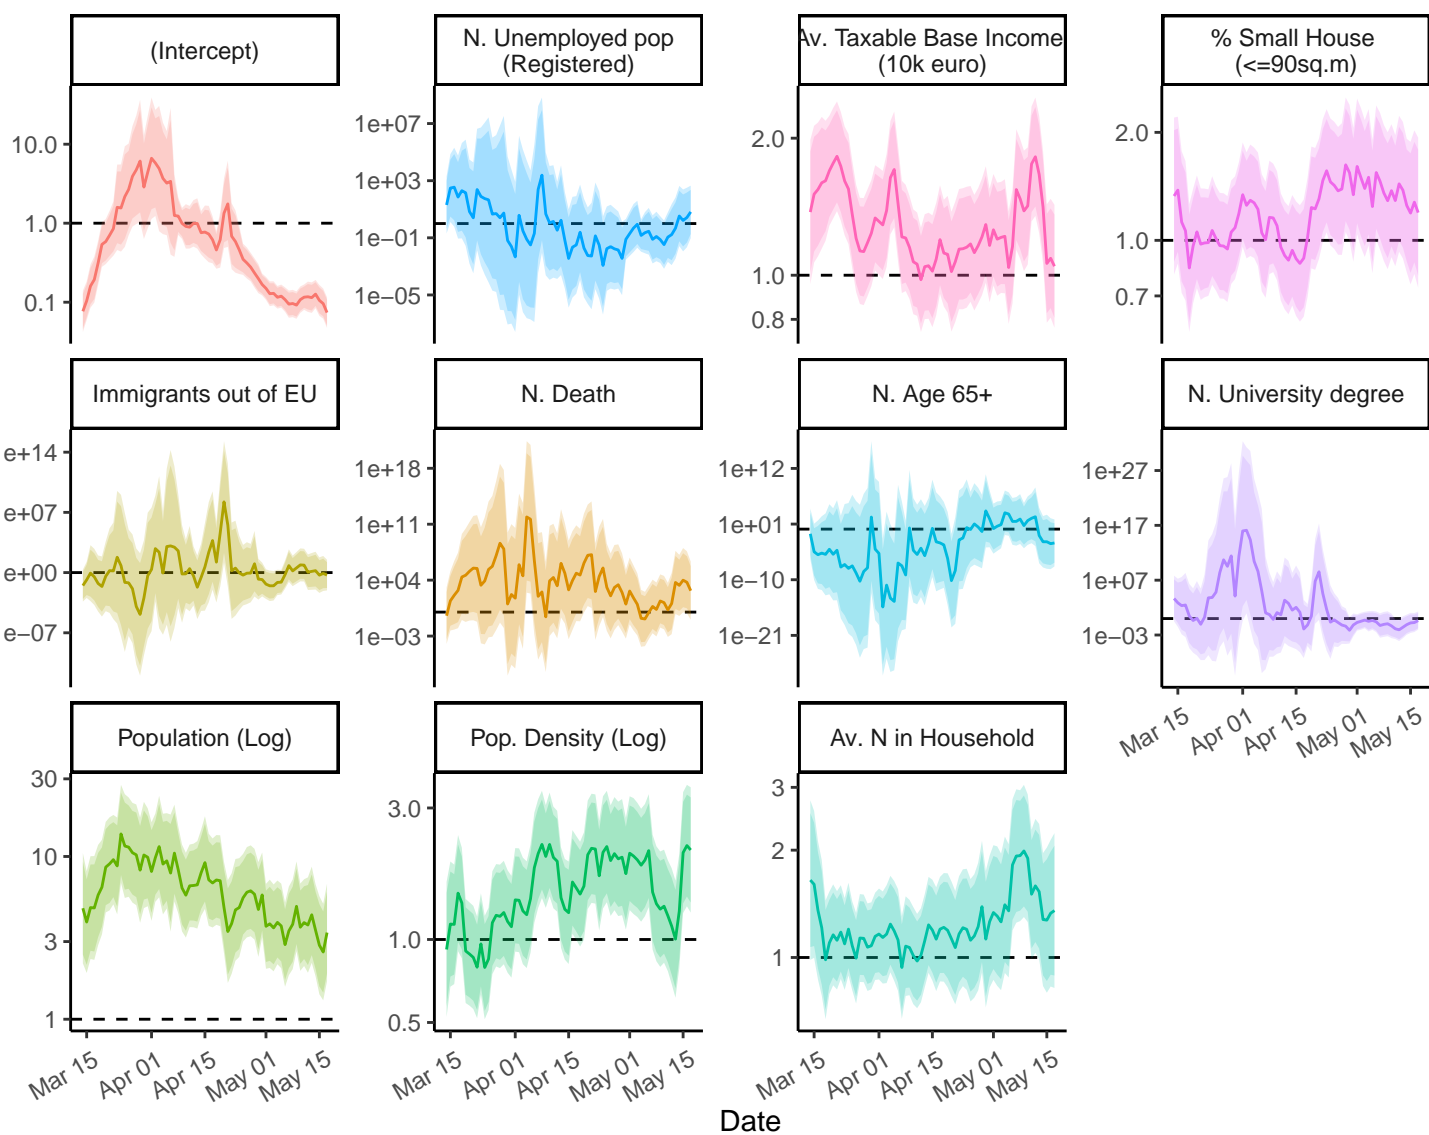 (Intercept)
N. Unemployed pop
(Registered)
Av. Taxable Base Income
(10k euro)
% Small House
(<=90sq.m)
10.0
1.0
0.1
1e+07
1e+03
1e−01
1e−05
2.0
1.0
0.8
2.0
1.0
0.7
Immigrants out of EU
N. Death
N. Age 65+
N. University degree
e+14
e+07
e+00
e−07
1e+18
1e+11
1e+04
1e−03
1e+12
1e+01
1e−10
1e−21
1e+27
1e+17
1e+07
1e−03
Mar 15
Apr 01
Apr 15
May 01
May 15
Population (Log)
Pop. Density (Log)
Av. N in Household
30
10
3
1
3.0
1.0
0.5
3
2
1
Mar 15
Apr 01
Apr 15
May 01
May 15
Mar 15
Apr 01
Apr 15
May 01
May 15
Mar 15
Apr 01
Apr 15
May 01
May 15
Date